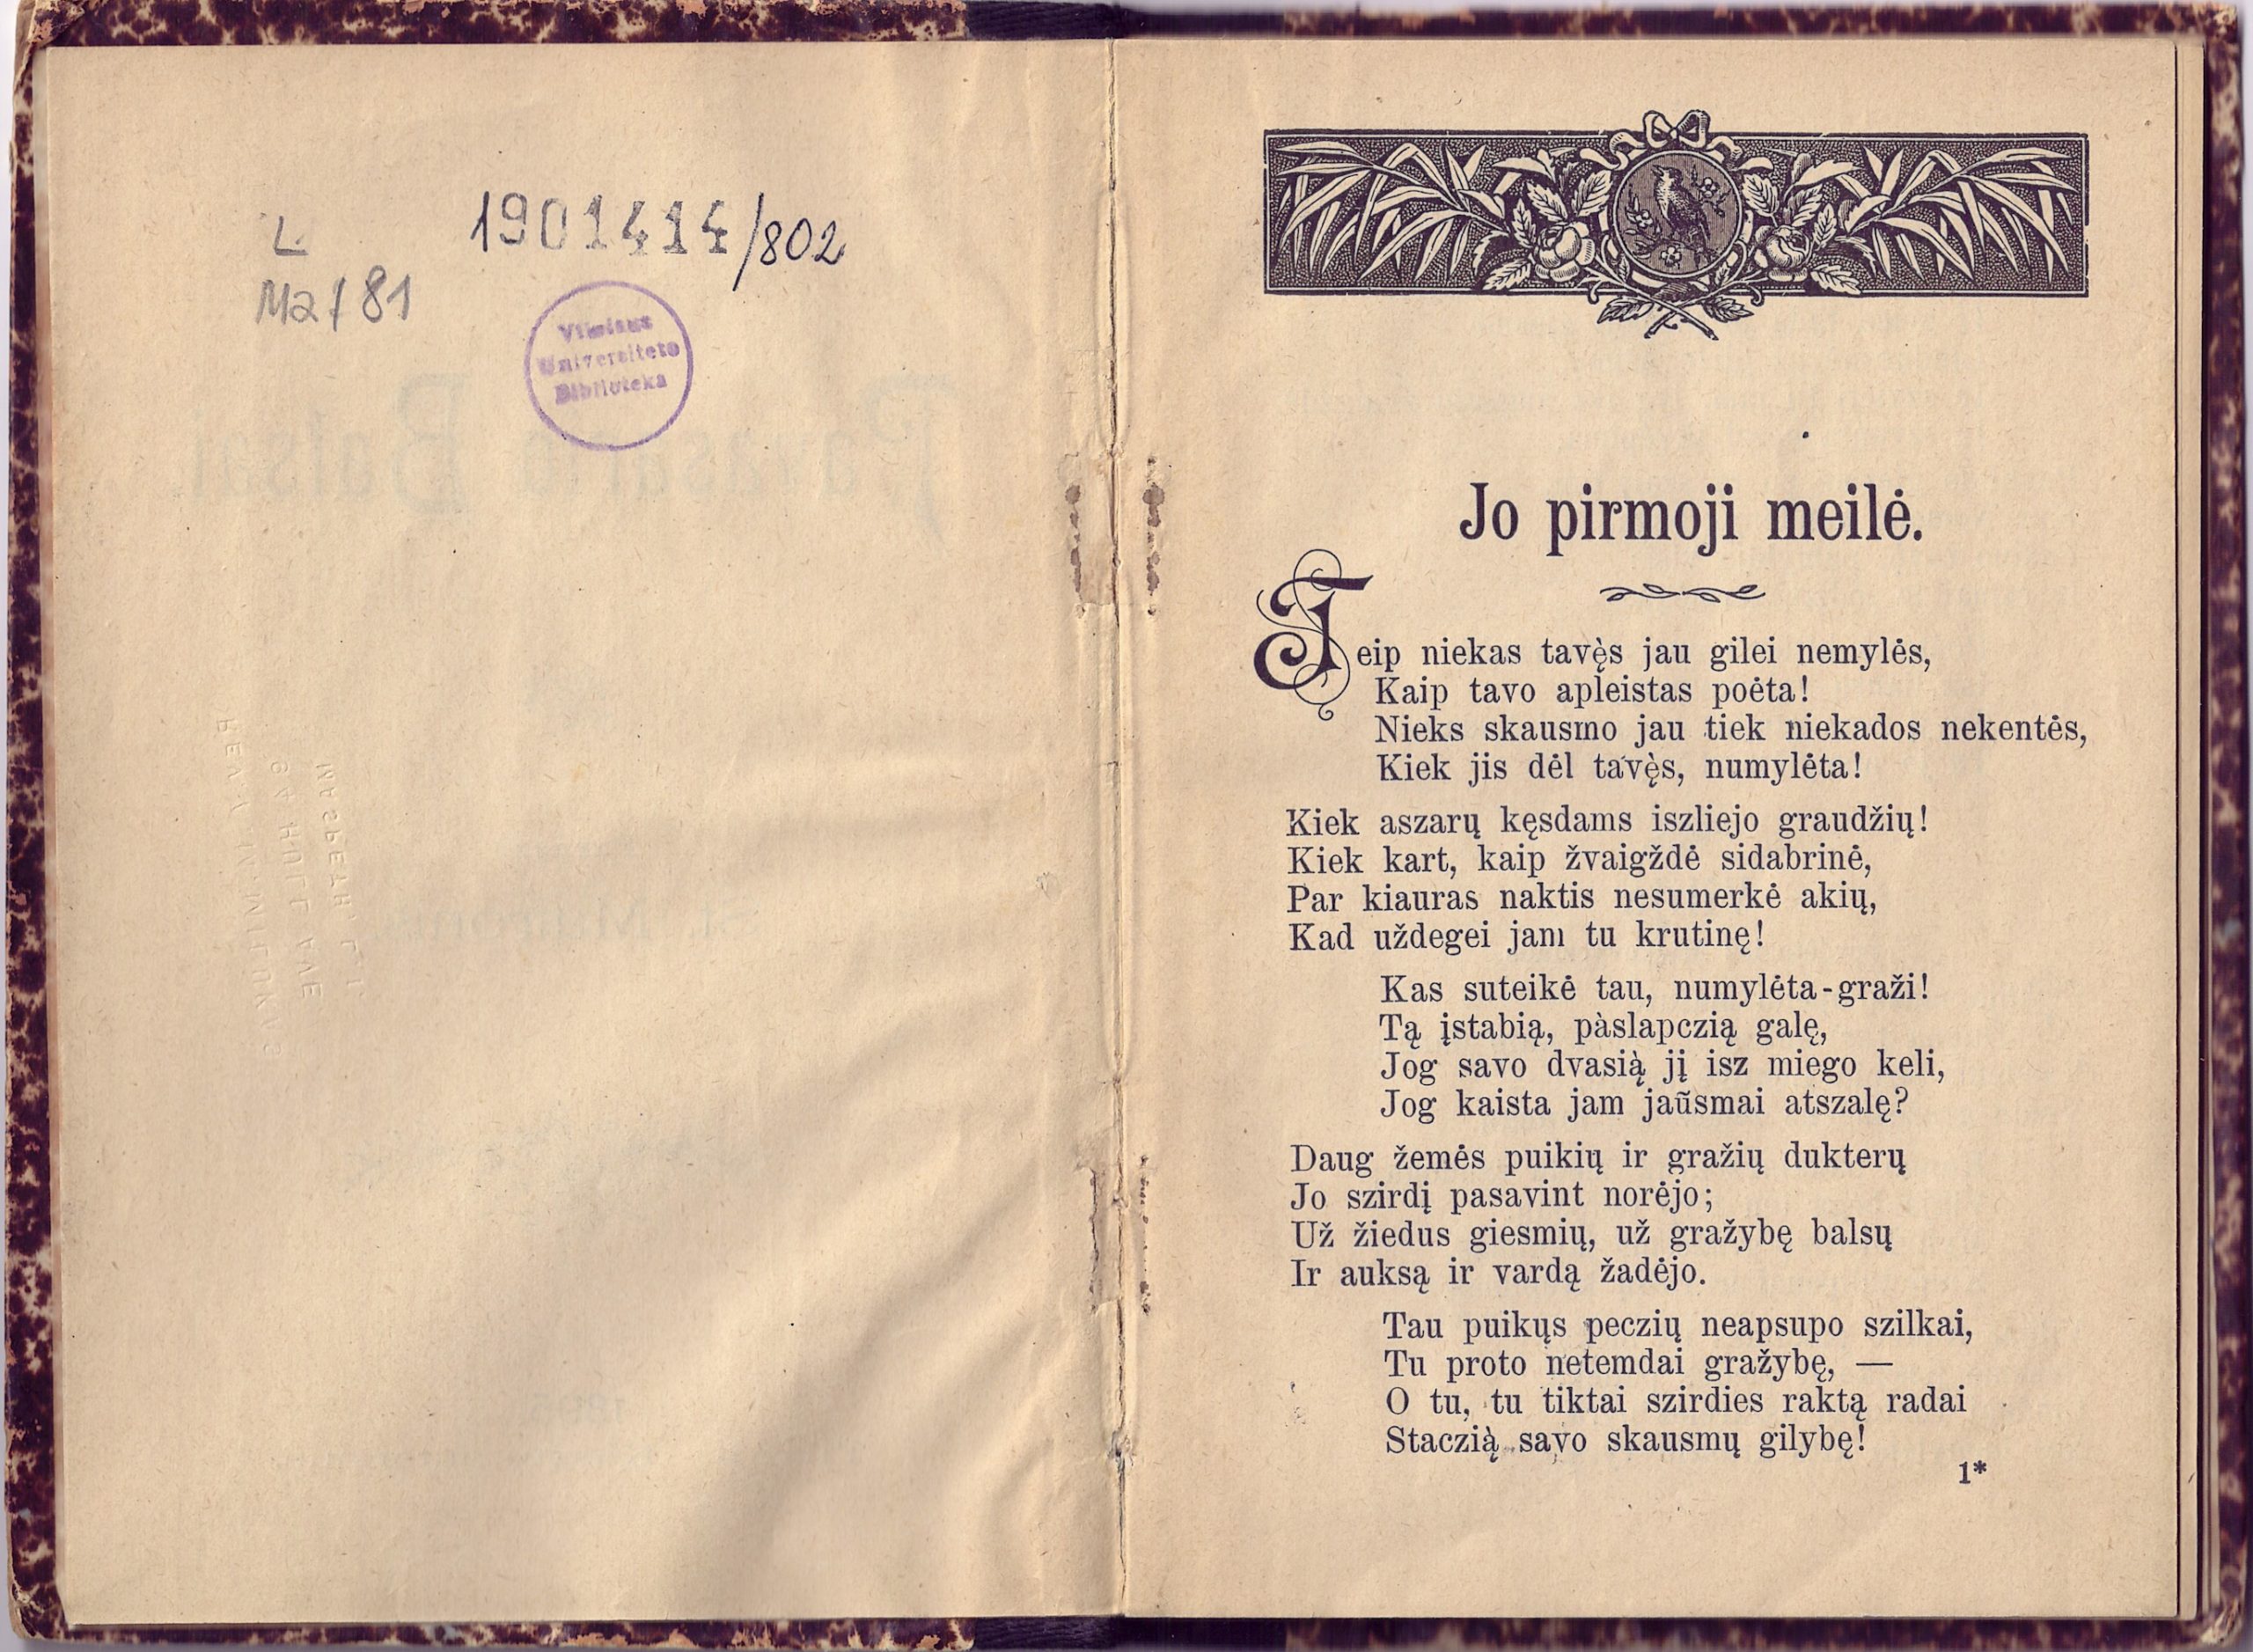 L
Ma/81
1901414/802
Vilniaus
Universiteto
Biblioteka
Jo pirmoji meilė.
Teip niekas tavę̀s jau gilei nemylės,
Kaip tavo apleistas poėta!
Nieks skausmo jau tiek niekados nekentės,
Kiek jis dėl tavę̀s, numylėta!
Kiek aszarų kęsdams iszliejo graudžių!
Kiek kart, kaip žvaigždė sidabrinė,
Par kiauras naktis nesumerkė akių,
Kad uždegei jam tu krutinę!
Kas suteikė tau, numylėta-graži!
Tą įstabią, pàslapczią galę,
Jog savo dvasią̀ jį isz miego keli,
Jog kaista jam jaũsmai atszalę?
Daug žemės puikių ir gražių dukterų
Jo szirdį pasavint norėjo;
Už žiedus giesmių, už gražybę balsų
Ir auksą ir vardą žadėjo.
Tau puikųs peczių neapsupo szilkai,
Tu proto netemdai gražybę, —
O tu, tu tiktai szirdies raktą radai
Staczią̀ savo skausmų gilybę!
1*